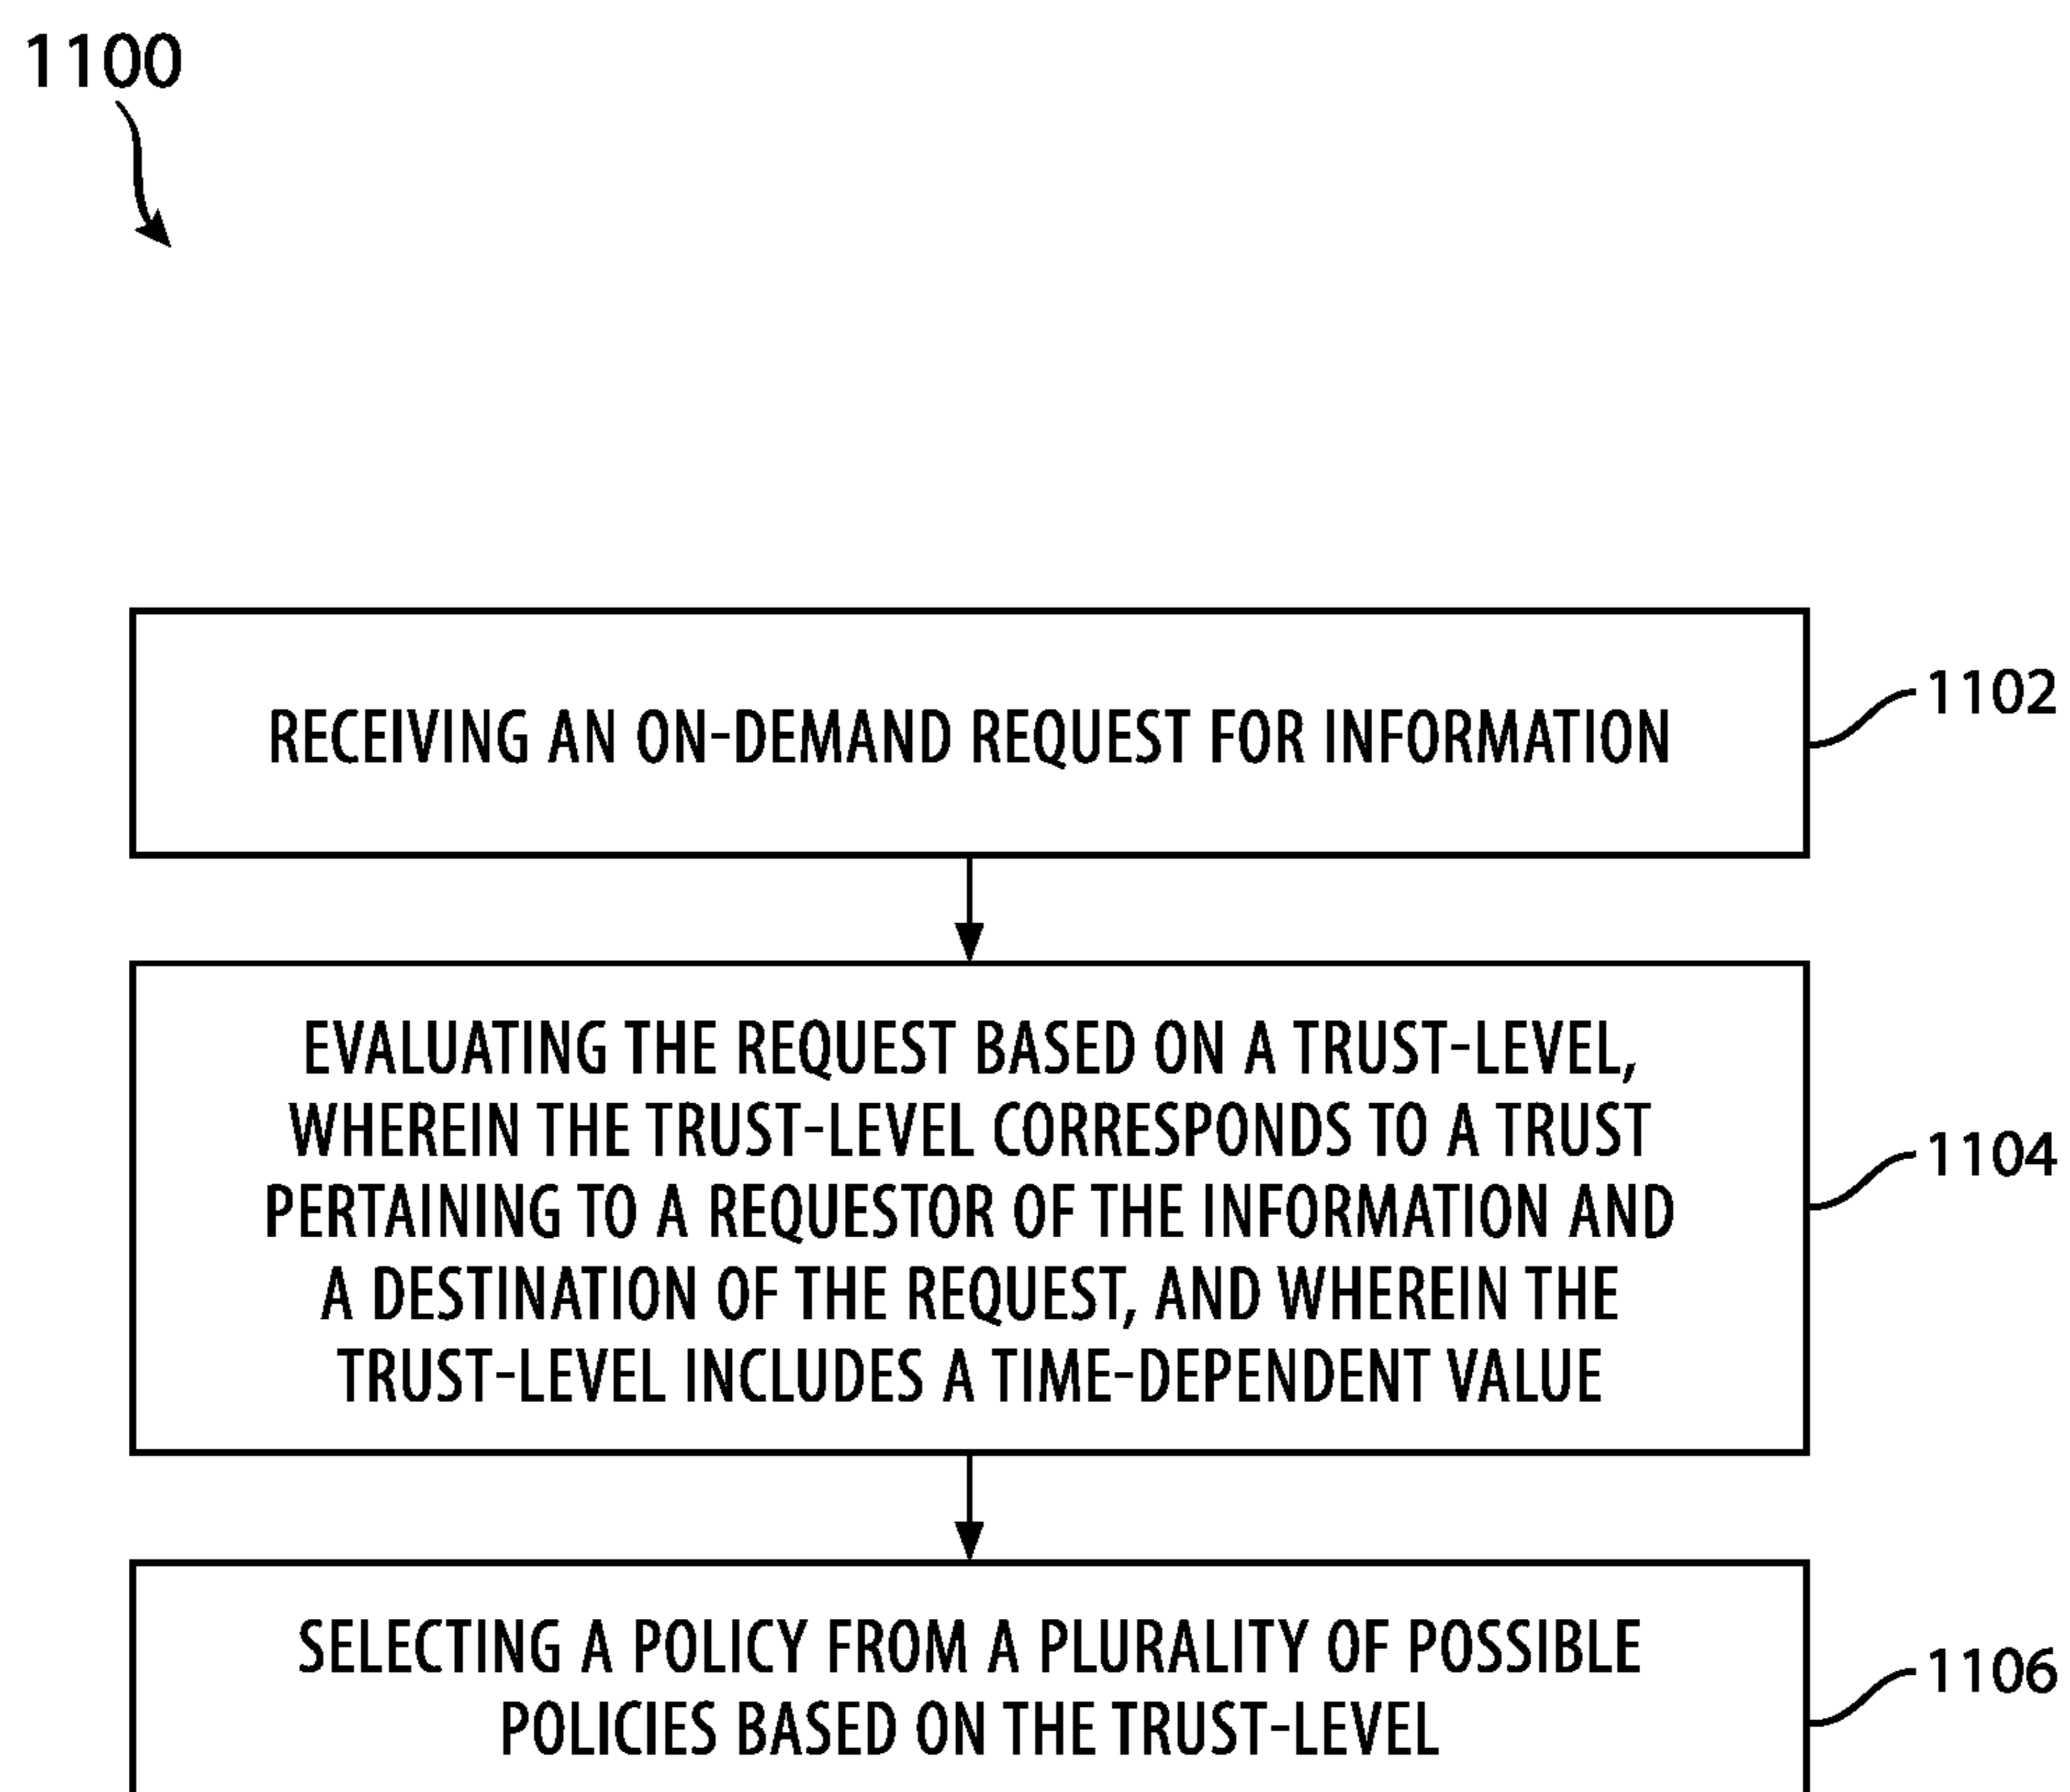 1100
RECEIVING AN ON-DEMAND REQUEST FOR INFORMATION
1102
EVALUATING THE REQUEST BASED ON A TRUST-LEVEL,
WHEREIN THE TRUST-LEVEL CORRESPONDS TO A TRUST
PERTAINING TO A REQUESTOR OF THE INFORMATION AND
A DESTINATION OF THE REQUEST, AND WHEREIN THE
TRUST-LEVEL INCLUDES A TIME-DEPENDENT VALUE
1104
SELECTING A POLICY FROM A PLURALITY OF POSSIBLE
POLICIES BASED ON THE TRUST-LEVEL
1106